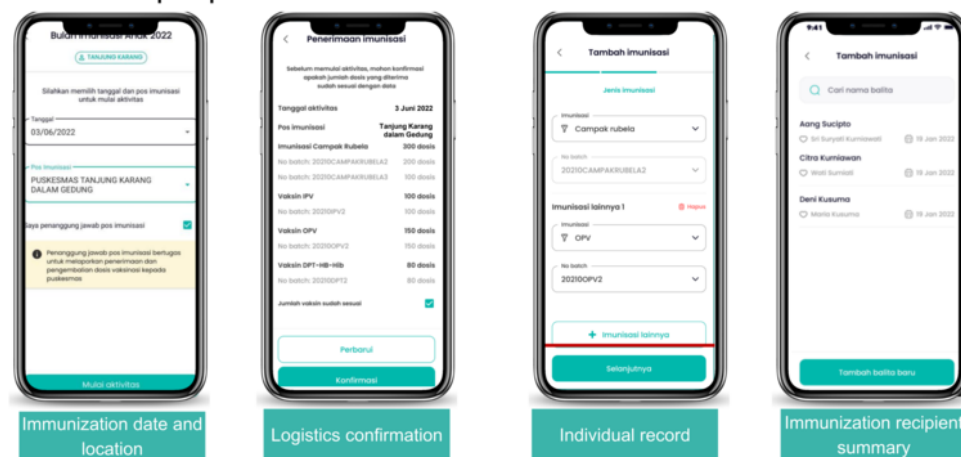 Bulan Imunisasi Anak 2022
TANJUNG KARANG
Silahkan memilih tanggal dan pos imunisasi
untuk mulai aktivitas
Tanggal
03/06/2022
Pos Imunisasi
PUSKESMAS TANJUNG KARANG
DALAM GEDUNG
Saya penanggung jawab pos imunisasi
Penanggung jawab pos imunisasi bertugas
untuk melaporkan penerimaan dan
pengembalian dosis vaksinasi kepada
puskesmas
Mulai aktivitas
Immunization date and
location
Penerimaan imunisasi
Sebelum memulai aktivitas, mohon konfirmasi
apakah jumlah dosis yang diterima
sudah sesuai dengan data
Tanggal aktivitas 3 Juni 2022
Pos imunisasi Tanjung Karang
dalam Gedung
Imunisasi Campak Rubela 300 dosis
No batch: 20210CAMPAKRUBELA2 200 dosis
No batch: 20210CAMPAKRUBELA3 100 dosis
Vaksin IPV 100 dosis
No batch: 20210IPV2 100 dosis
Vaksin OPV 150 dosis
No batch: 20210OPV2 150 dosis
Vaksin DPT-HB-Hib 80 dosis
No batch: 20210DPT2 80 dosis
Jumlah vaksin sudah sesuai
Perbarui
Konfirmasi
Logistics confirmation
Tambah imunisasi
Jenis imunisasi
Imunisasi
Campak rubela
No batch
20210CAMPAKRUBELA2
Imunisasi lainnya 1 Hapus
Imunisasi
OPV
No batch
20210OPV2
+ Imunisasi lainnya
Selanjutnya
Individual record
9:41
Tambah imunisasi
Cari nama balita
Aang Sucipto
Sri Suryati Kurniawati 19 Jan 2022
Citra Kurniawan
Wati Sumiati 19 Jan 2022
Deni Kusuma
Maria Kusuma 19 Jan 2022
Tambah balita baru
Immunization recipient
summary